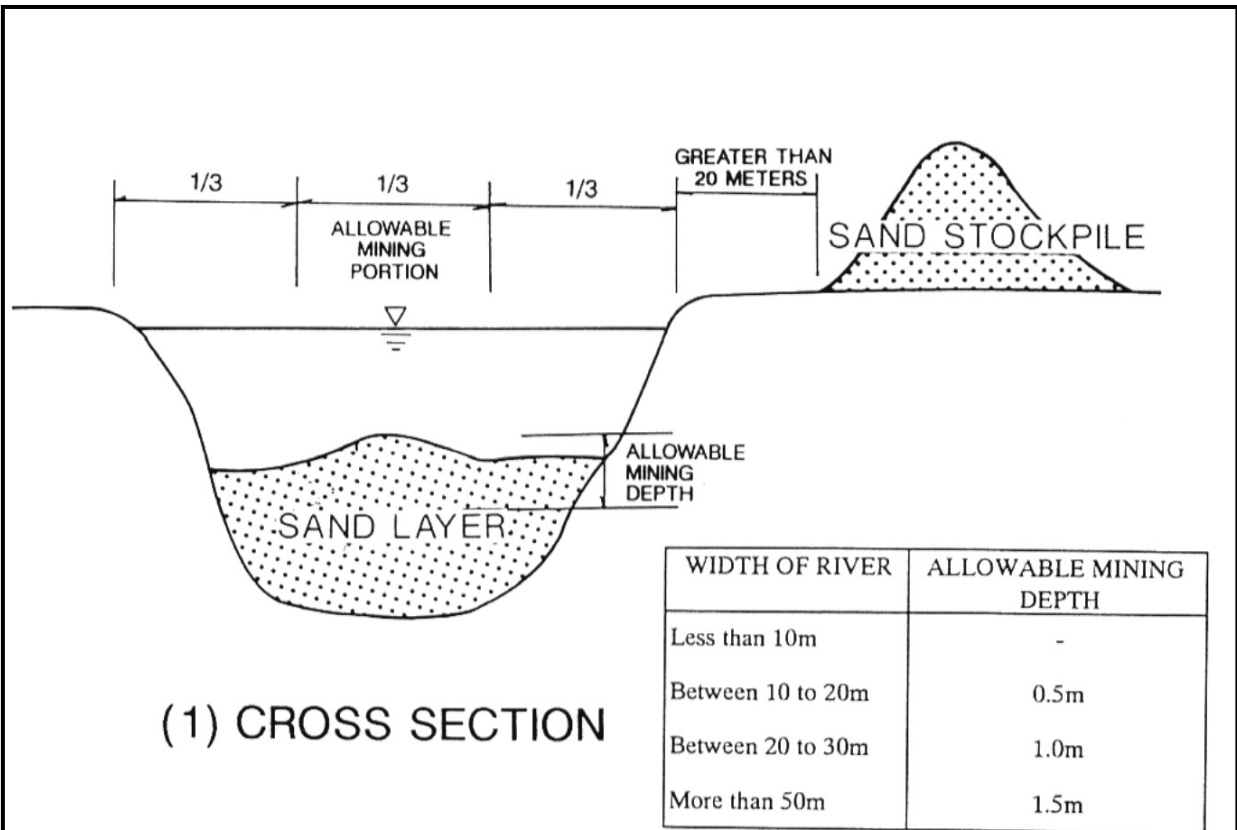 1/3
1/3
1/3
GREATER THAN
20 METERS
ALLOWABLE
MINING
PORTION
SAND STOCKPILE
ALLOWABLE
MINING
DEPTH
SAND LAYER
WIDTH OF RIVER
ALLOWABLE MINING
DEPTH
Less than 10m
-
Between 10 to 20m
0.5m
Between 20 to 30m
1.0m
More than 50m
1.5m
(1) CROSS SECTION